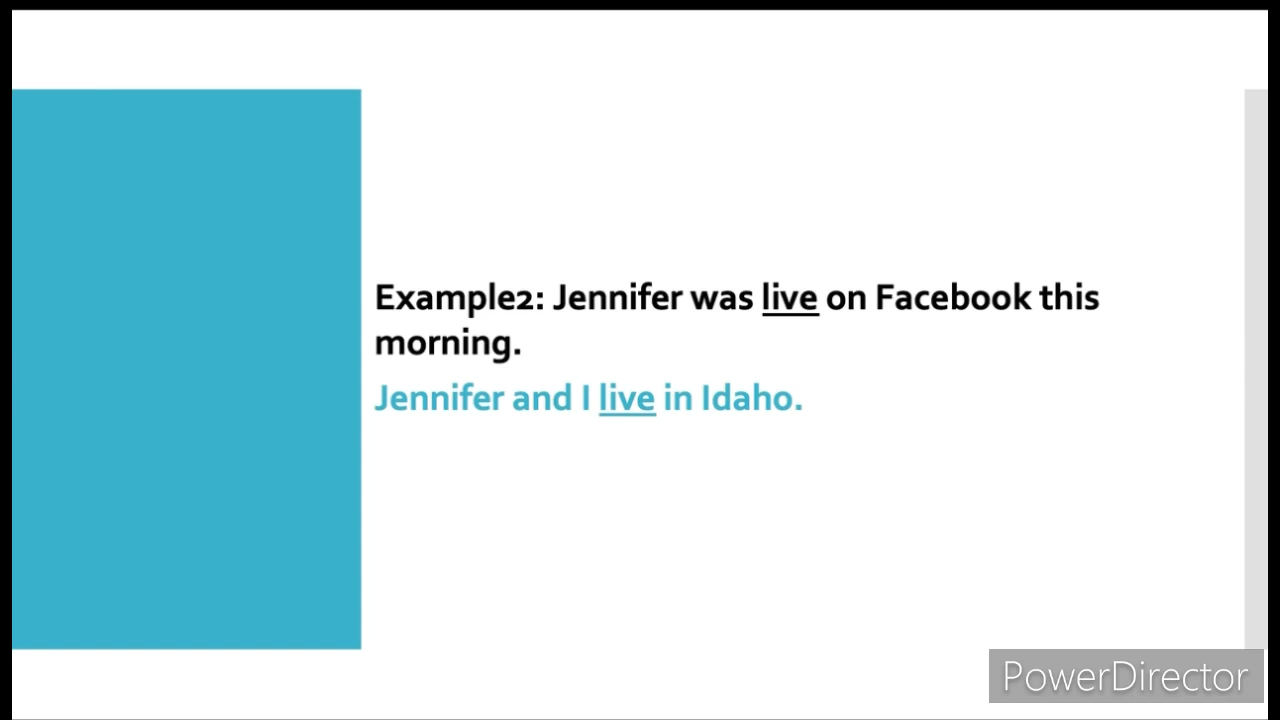 Example2: Jennifer was live on Facebook this
morning.
Jennifer and I live in Idaho.
PowerDirector